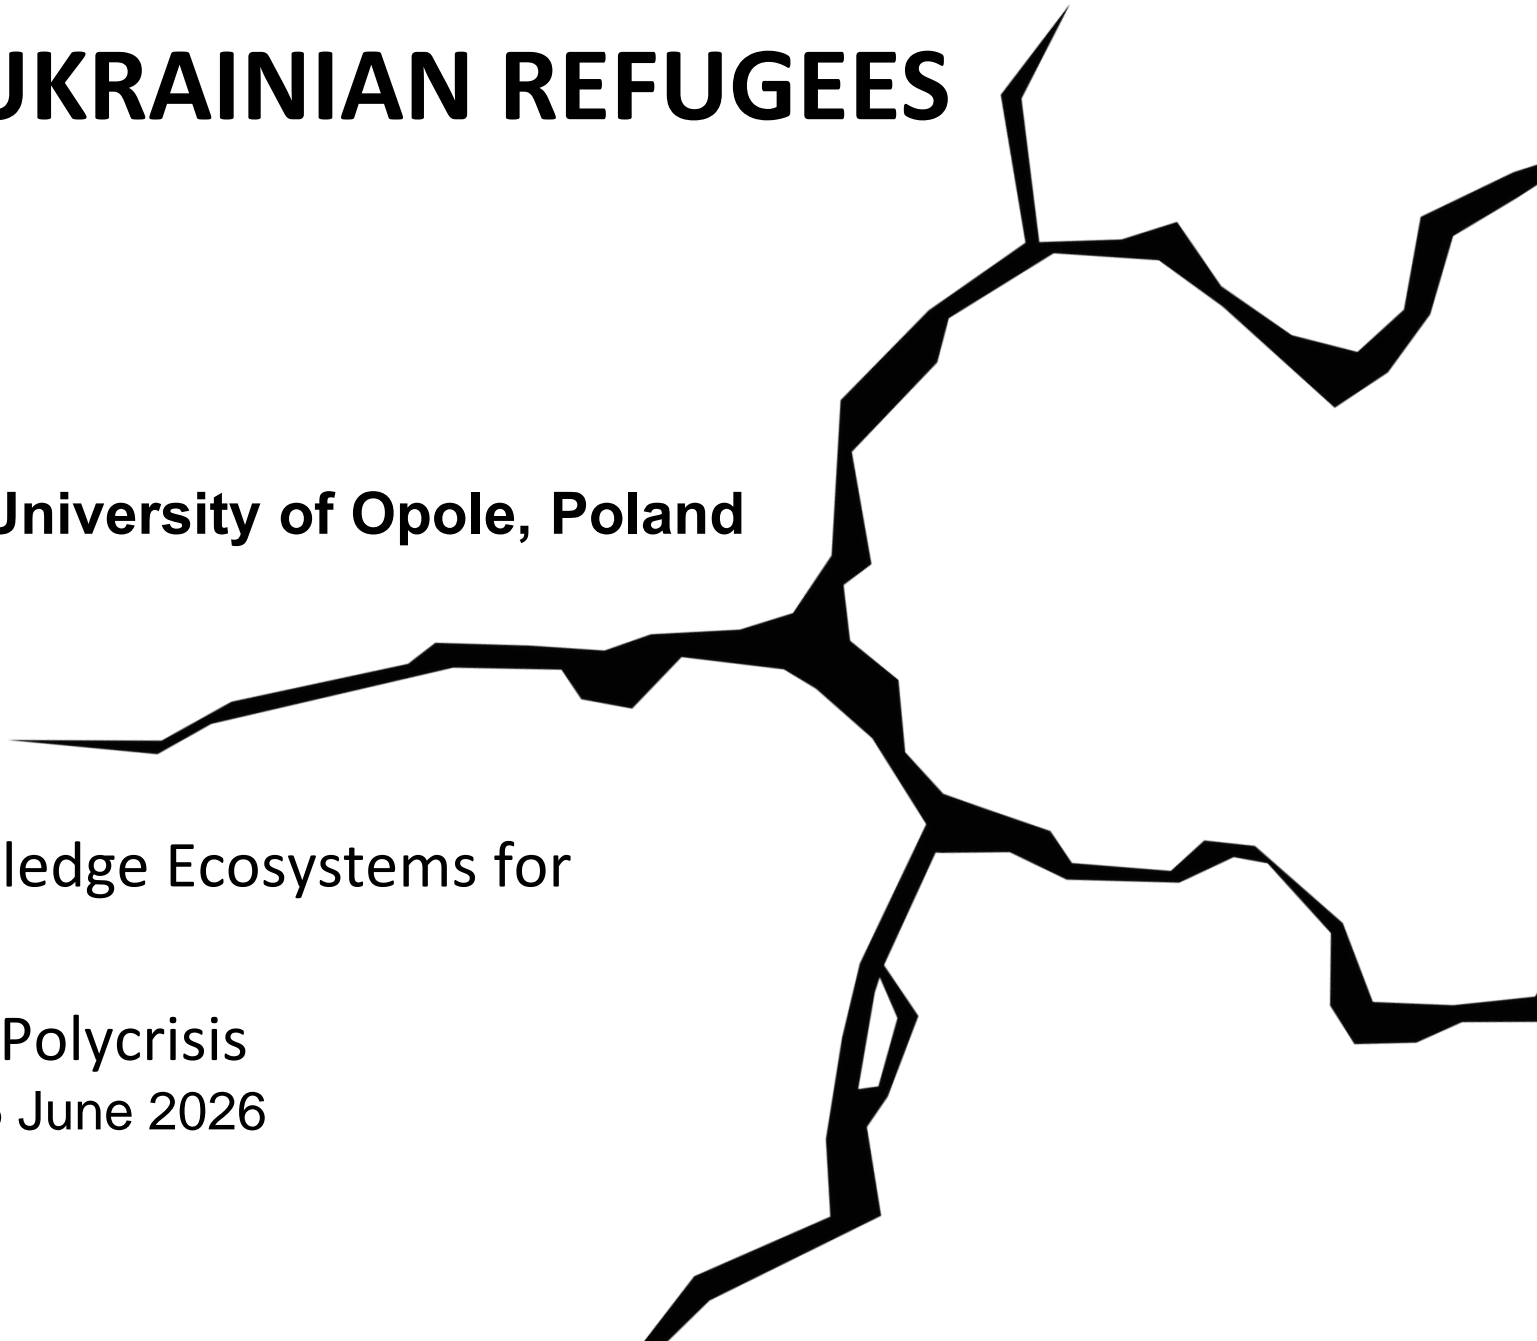 UKRAINIAN REFUGEES
University of Opole, Poland
ledge Ecosystems for
Polycrisis
June 2026